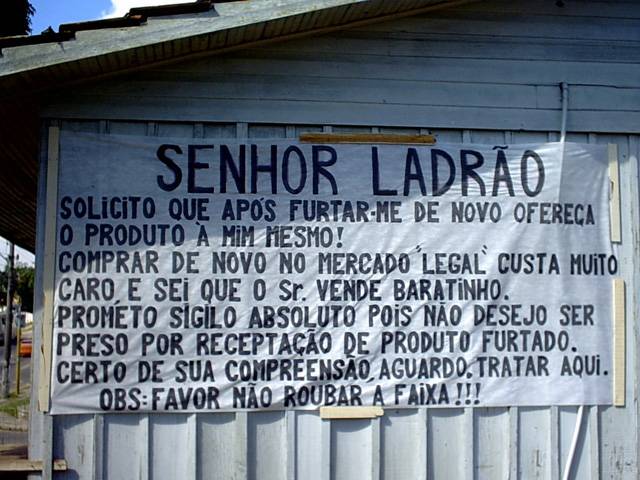 SENHOR LADRÃO
SOLICITO QUE APÓS FURTAR-ME DE NOVO OFEREÇA
O PRODUTO À MIM MESMO!
COMPRAR DE NOVO NO MERCADO "LEGAL" CUSTA MUITO
CARO E SEI QUE O Sr. VENDE BARATINHO.
PROMÉTO SIGILO ABSOLUTO POIS NÃO DESEJO SER
PRESO POR RECEPTAÇÃO DE PRODUTO FURTADO.
CERTO DE SUA COMPREENSÃO, AGUARDO. TRATAR AQUI.
OBS: FAVOR NÃO ROUBAR A FAIXA!!!